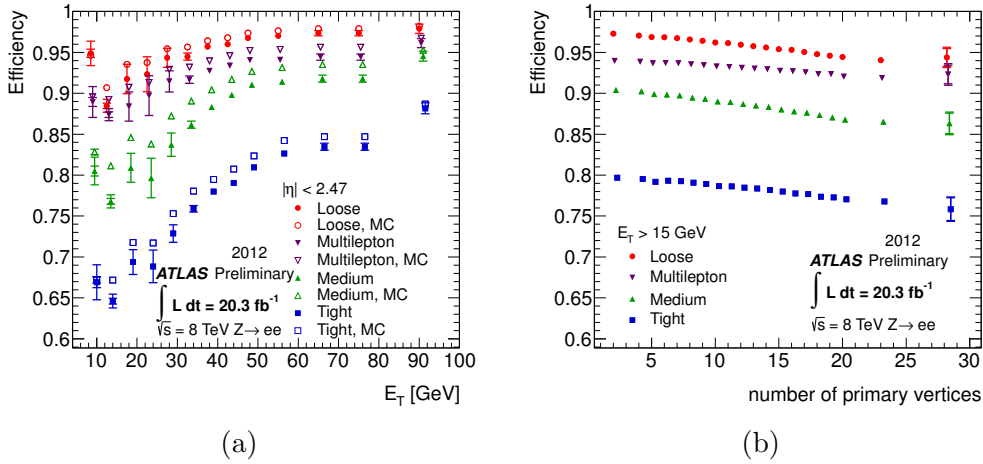 Efficiency
1
0.95
0.9
0.85
0.8
0.75
0.7
0.65
0.6
|η| < 2.47
Loose
Loose, MC
Multilepton
Multilepton, MC
Medium
Medium, MC
Tight
Tight, MC
2012
ATLAS Preliminary
∫ L dt = 20.3 fb⁻¹
√s = 8 TeV Z→ee
10 20 30 40 50 60 70 80 90 100
E_T [GeV]
(a)
Efficiency
1
0.95
0.9
0.85
0.8
0.75
0.7
0.65
0.6
E_T > 15 GeV
Loose
Multilepton
Medium
Tight
2012
ATLAS Preliminary
∫ L dt = 20.3 fb⁻¹
√s = 8 TeV Z→ee
0 5 10 15 20 25 30
number of primary vertices
(b)